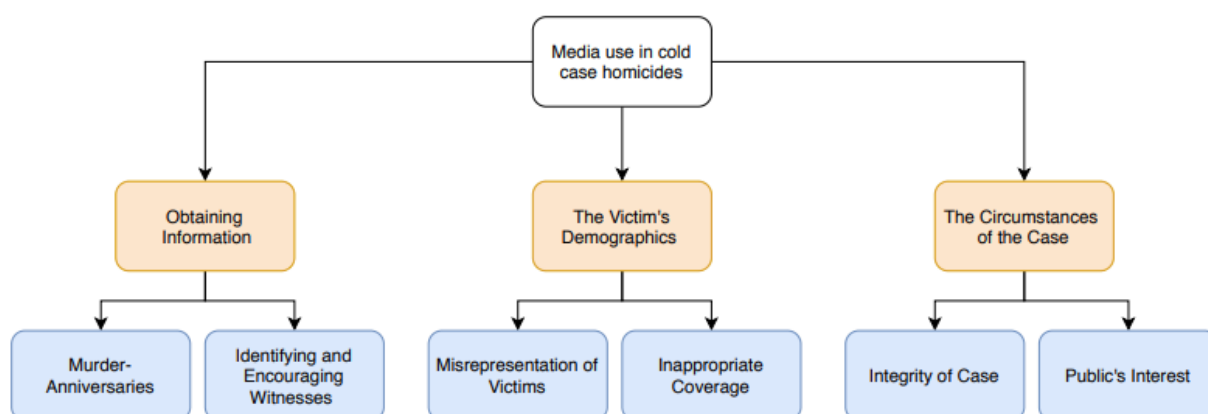 Media use in cold
case homicides
Obtaining
Information
The Victim's
Demographics
The Circumstances
of the Case
Murder-
Anniversaries
Identifying and
Encouraging
Witnesses
Misrepresentation of
Victims
Inappropriate
Coverage
Integrity of Case
Public's Interest